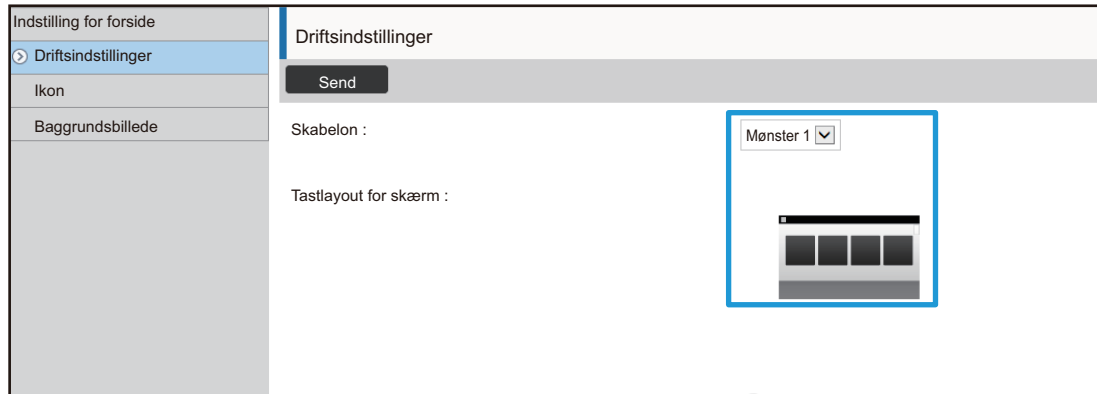 Indstilling for forside
Driftsindstillinger
Ikon
Baggrundsbillede
Driftsindstillinger
Send
Skabelon :
Mønster 1
Tastlayout for skærm :